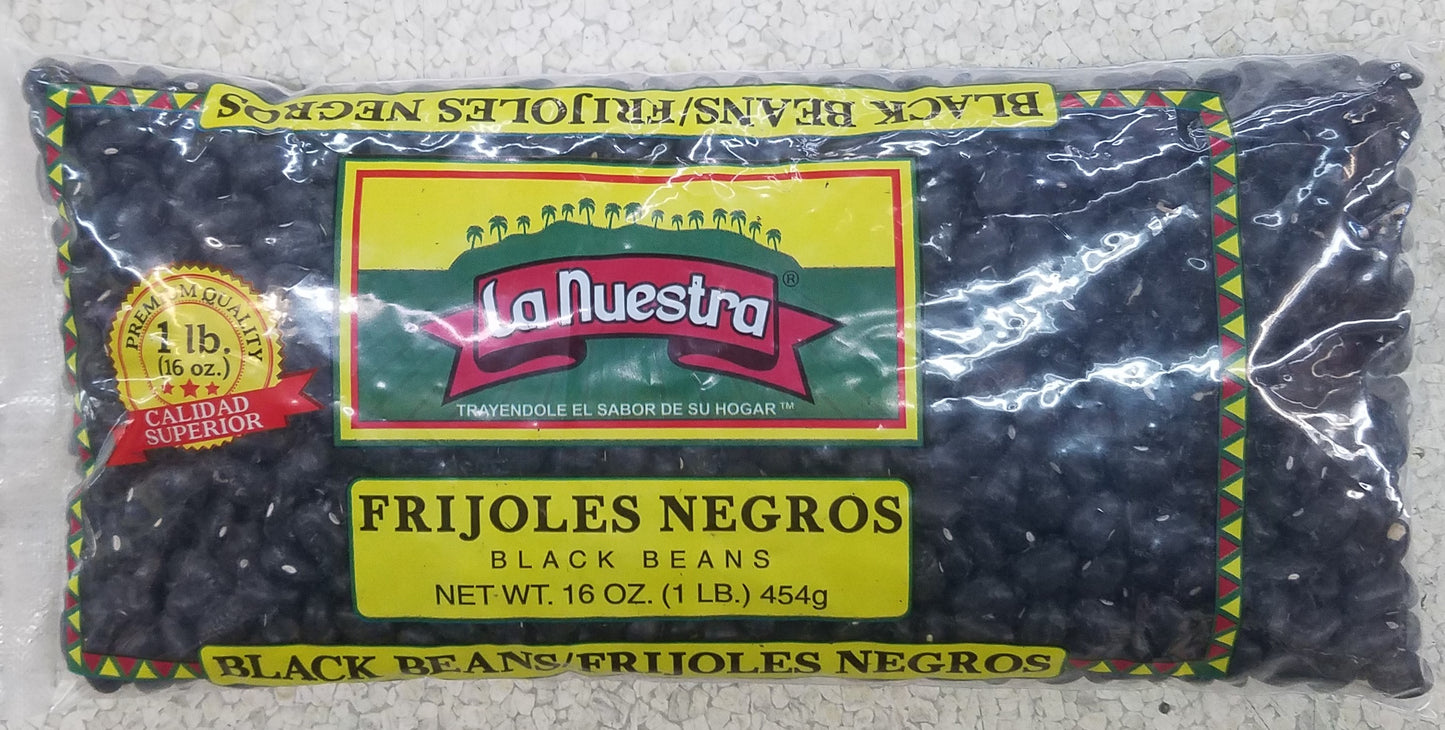 BLACK BEANS/FRIJOLES NEGROS
PREMIUM QUALITY
1 lb.
(16 oz.)
CALIDAD
SUPERIOR
La Nuestra ®
TRAYENDOLE EL SABOR DE SU HOGAR ™
FRIJOLES NEGROS
BLACK BEANS
NET WT. 16 OZ. (1 LB.) 454g
BLACK BEANS/FRIJOLES NEGROS